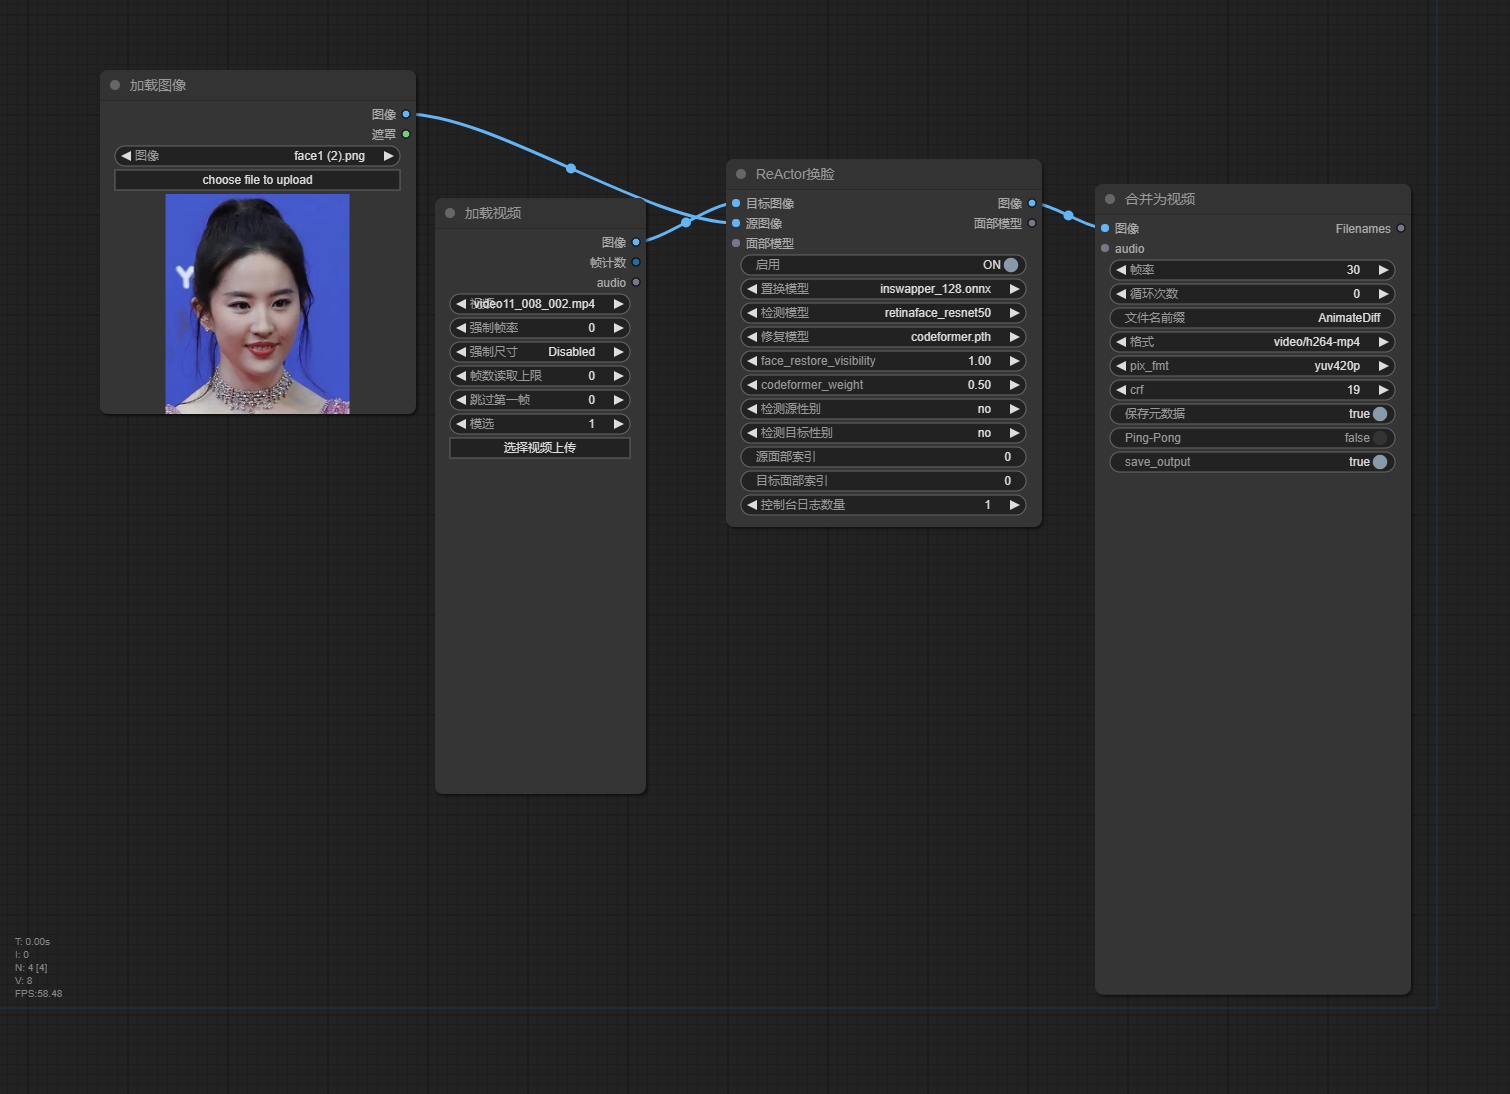 加载图像
图像
遮罩
图像 face1 (2).png
choose file to upload
Y
加载视频
图像
帧计数
audio
video11_008_002.mp4
强制帧率 0
强制尺寸 Disabled
帧数读取上限 0
跳过第一帧 0
模选 1
选择视频上传
ReActor换脸
目标图像 图像
源图像 面部模型
面部模型
启用 ON
置换模型 inswapper_128.onnx
检测模型 retinaface_resnet50
修复模型 codeformer.pth
face_restore_visibility 1.00
codeformer_weight 0.50
检测源性别 no
检测目标性别 no
源面部索引 0
目标面部索引 0
控制台日志数量 1
合并为视频
图像 Filenames
audio
帧率 30
循环次数 0
文件名前缀 AnimateDiff
格式 video/h264-mp4
pix_fmt yuv420p
crf 19
保存元数据 true
Ping-Pong false
save_output true
T: 0.00s
I: 0
N: 4 [4]
V: 8
FPS:58.48